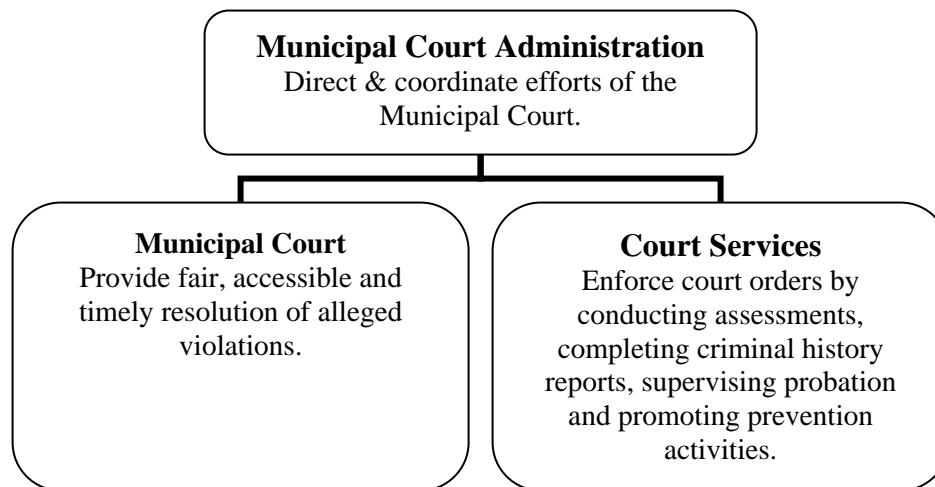 Municipal Court Administration
Direct & coordinate efforts of the
Municipal Court.
Municipal Court
Provide fair, accessible and
timely resolution of alleged
violations.
Court Services
Enforce court orders by
conducting assessments,
completing criminal history
reports, supervising probation
and promoting prevention
activities.